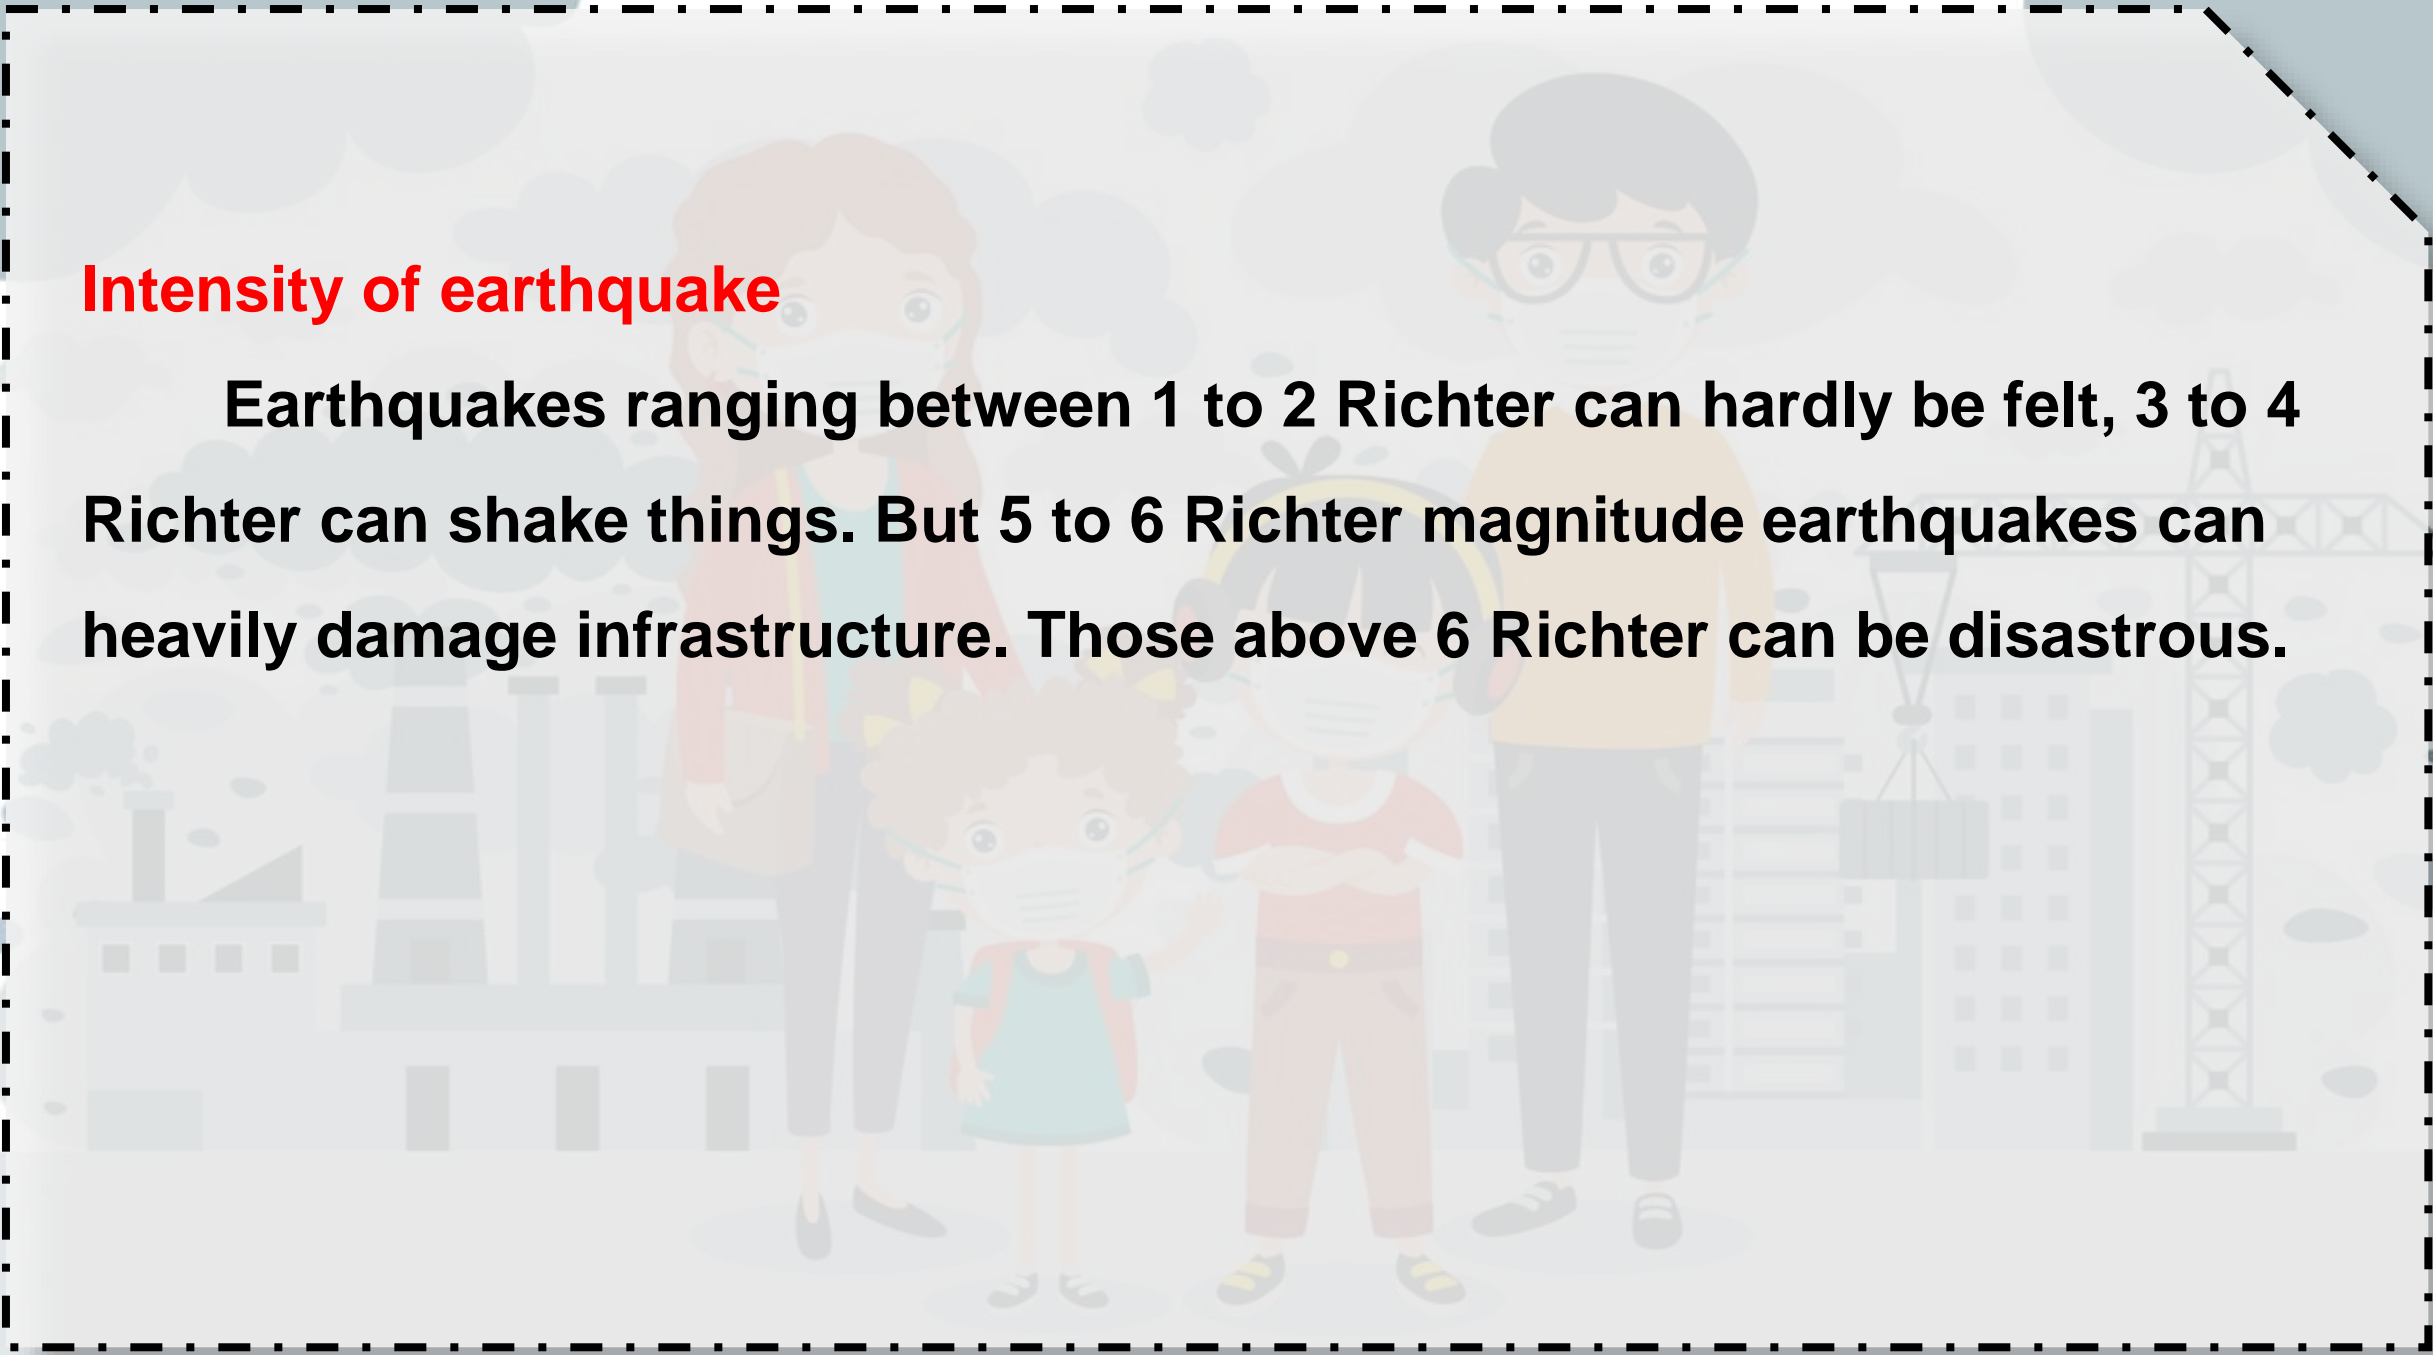 Intensity of earthquake
Earthquakes ranging between 1 to 2 Richter can hardly be felt, 3 to 4
Richter can shake things. But 5 to 6 Richter magnitude earthquakes can
heavily damage infrastructure. Those above 6 Richter can be disastrous.